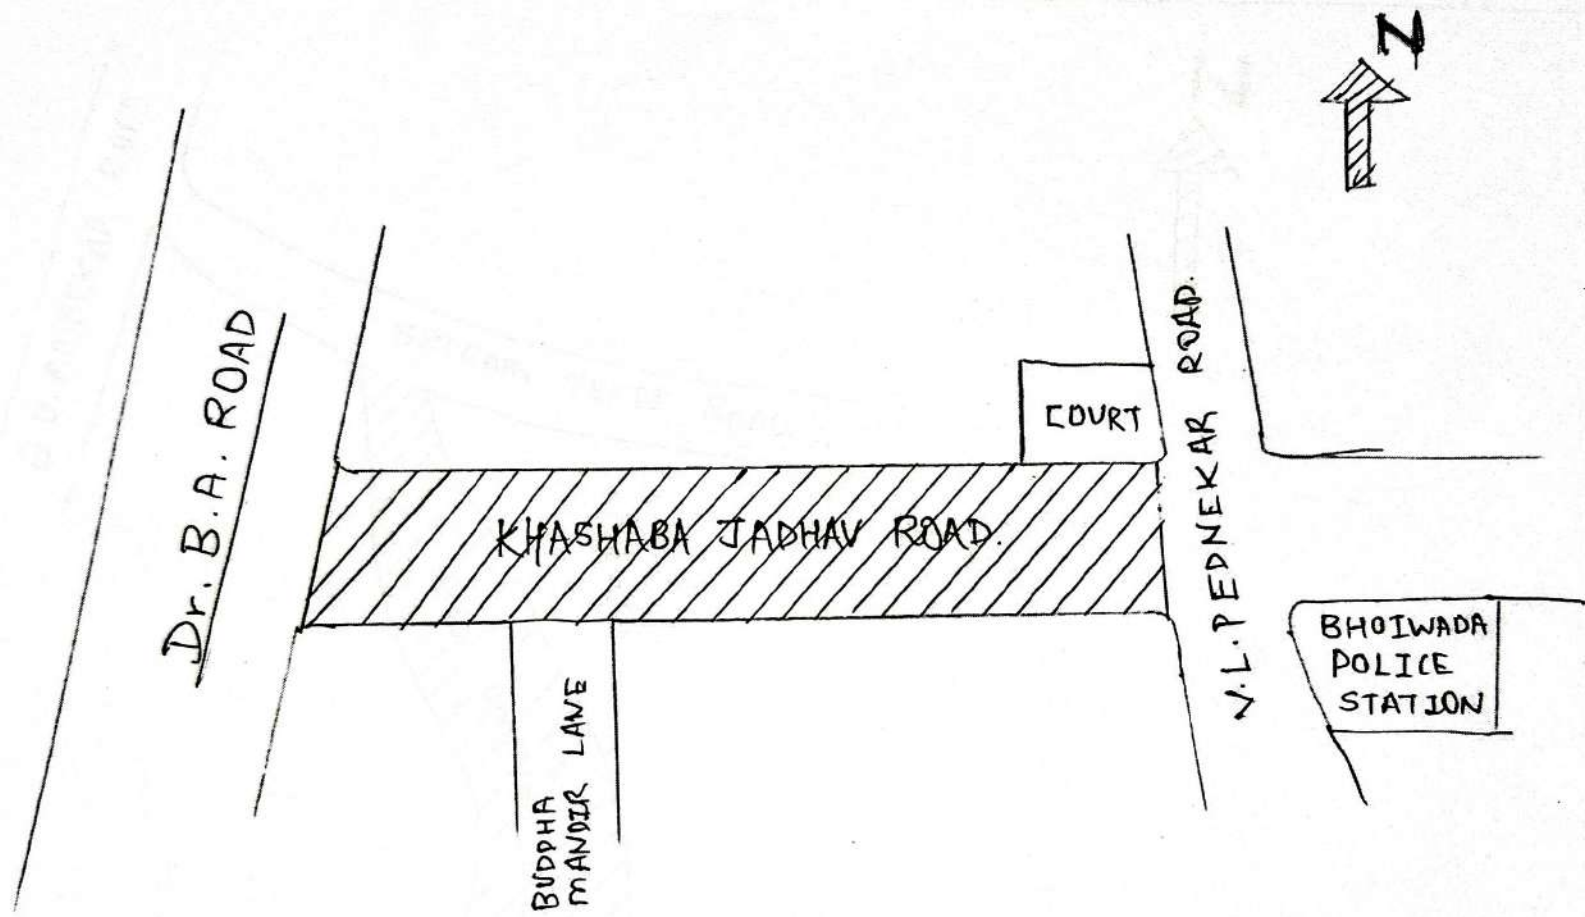 N
Dr. B.A. ROAD
COURT
KHASHABA JADHAV ROAD.
V.L.PEDNEKAR ROAD.
BHOIWADA
POLICE
STATION
BUDDHA
MANDIR LANE